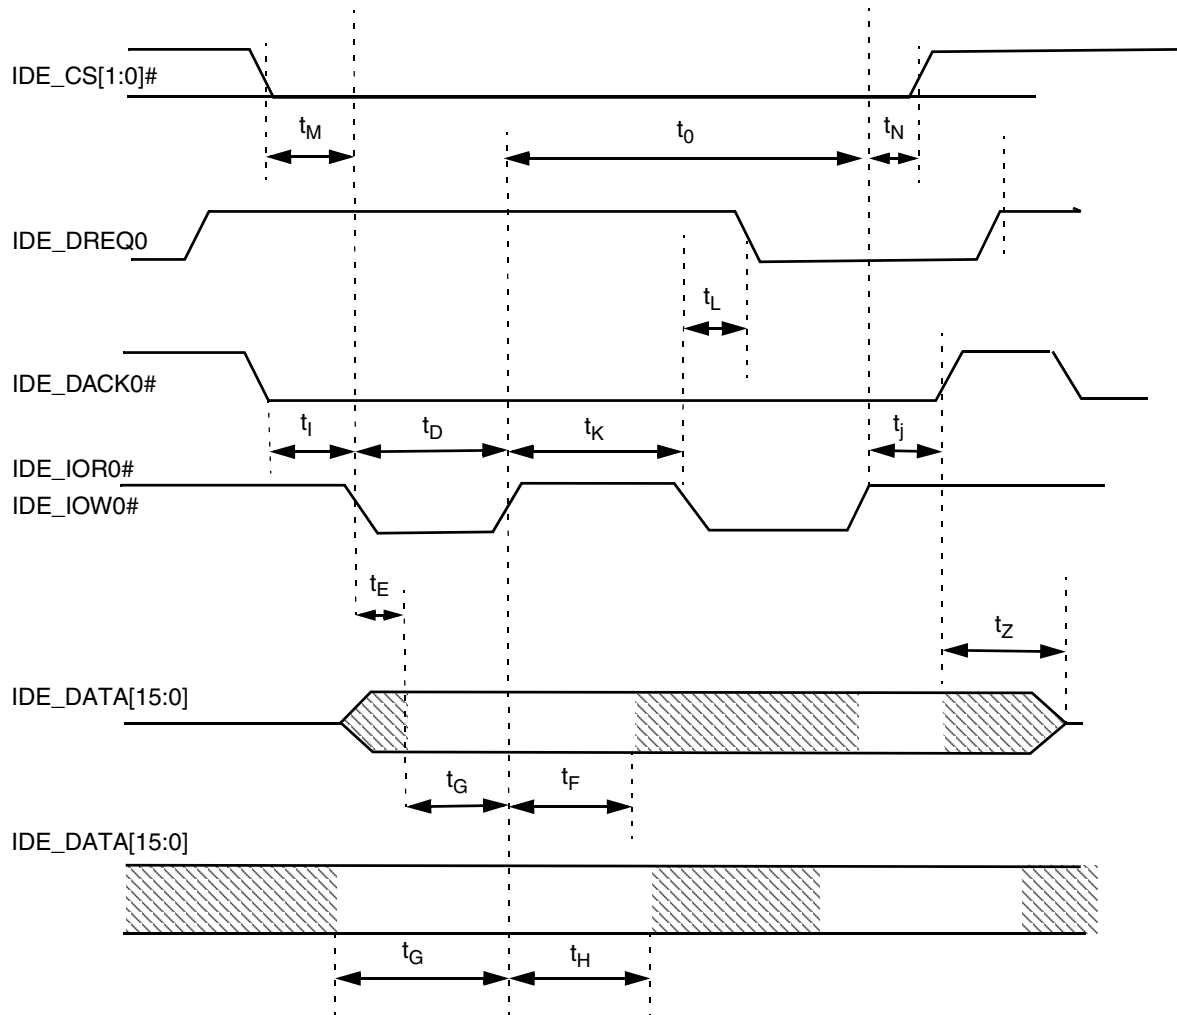 IDE_CS[1:0]#
tM
t0
tN
IDE_DREQ0
tL
IDE_DACK0#
tI
tD
tK
tj
IDE_IOR0#
IDE_IOW0#
tE
tZ
IDE_DATA[15:0]
tG
tF
IDE_DATA[15:0]
tG
tH